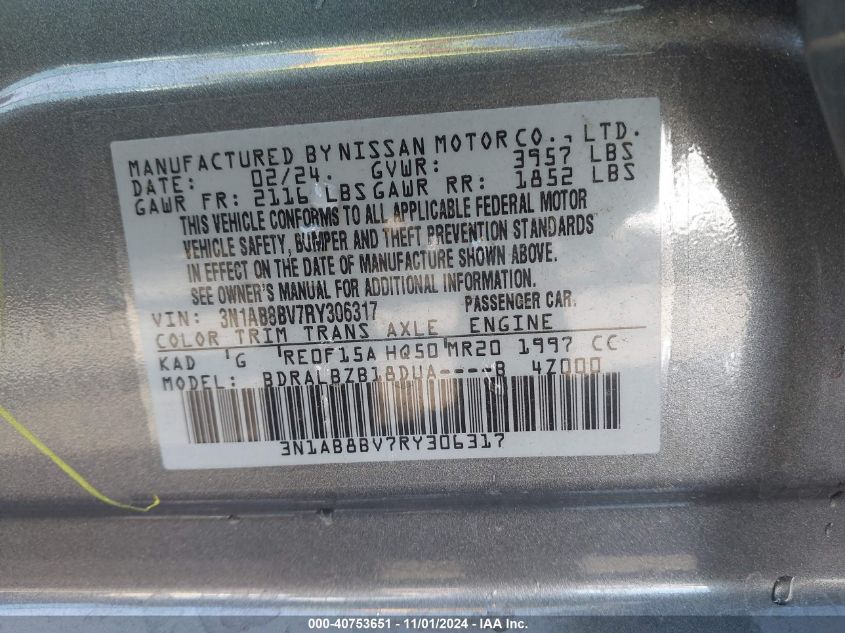 MANUFACTURED BY NISSAN MOTOR CO., LTD.
DATE: 02/24. GVWR: 3957 LBS
GAWR FR: 2116 LBS GAWR RR: 1852 LBS
THIS VEHICLE CONFORMS TO ALL APPLICABLE FEDERAL MOTOR
VEHICLE SAFETY, BUMPER AND THEFT PREVENTION STANDARDS
IN EFFECT ON THE DATE OF MANUFACTURE SHOWN ABOVE.
SEE OWNER'S MANUAL FOR ADDITIONAL INFORMATION.
VIN: 3N1AB8BV7RY306317 PASSENGER CAR.
COLOR TRIM TRANS AXLE ENGINE
KAD 'G 'RE0F15A HQ50'MR20 1997 CC
MODEL: BDRALBZB18DUA----B 4Z000
3N1AB8BV7RY306317
000-40753651 - 11/01/2024 - IAAI.COM